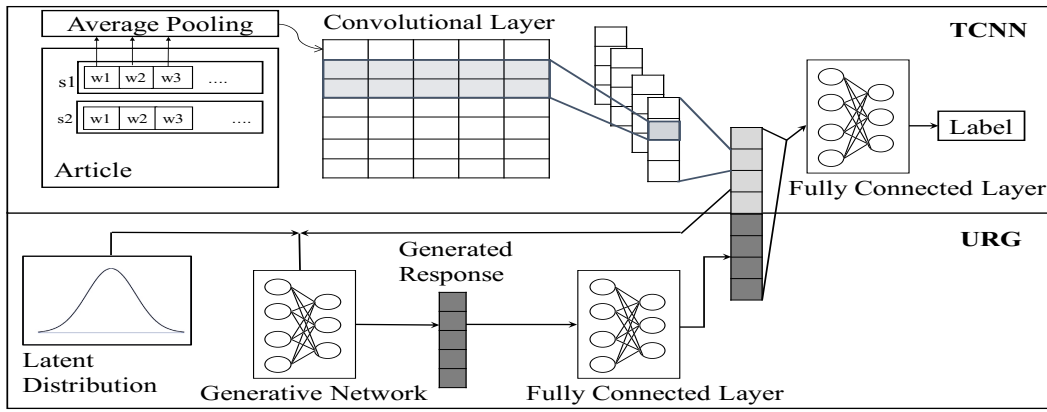 Average Pooling
Convolutional Layer
TCNN
s1 w1 w2 w3 ....
s2 w1 w2 w3 ....
Article
Label
Fully Connected Layer
URG
Generated
Response
Latent
Distribution
Generative Network
Fully Connected Layer